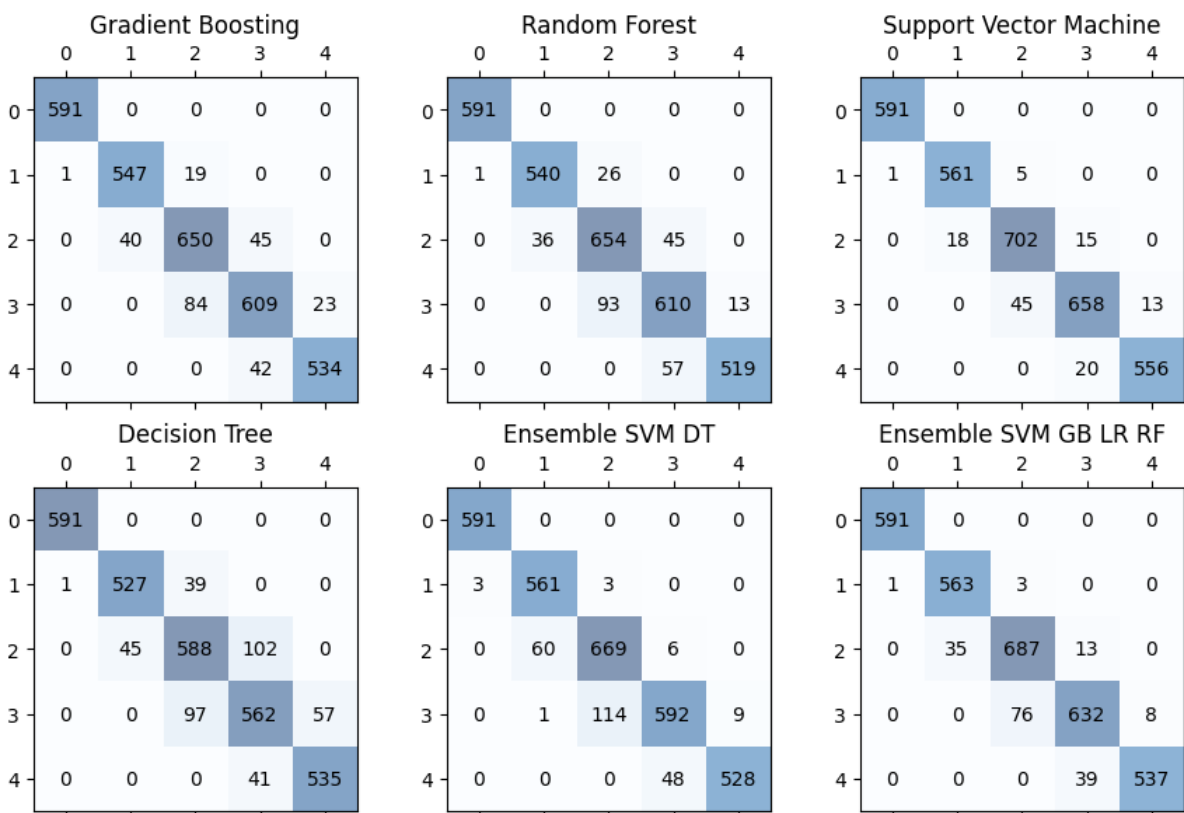 Gradient Boosting Random Forest Support Vector Machine
0 1 2 3 4 0 1 2 3 4 0 1 2 3 4
0 591 0 0 0 0 0 591 0 0 0 0 0 591 0 0 0 0
1 1 547 19 0 0 1 1 540 26 0 0 1 1 561 5 0 0
2 0 40 650 45 0 2 0 36 654 45 0 2 0 18 702 15 0
3 0 0 84 609 23 3 0 0 93 610 13 3 0 0 45 658 13
4 0 0 0 42 534 4 0 0 0 57 519 4 0 0 0 20 556
Decision Tree Ensemble SVM DT Ensemble SVM GB LR RF
0 1 2 3 4 0 1 2 3 4 0 1 2 3 4
0 591 0 0 0 0 0 591 0 0 0 0 0 591 0 0 0 0
1 1 527 39 0 0 1 3 561 3 0 0 1 1 563 3 0 0
2 0 45 588 102 0 2 0 60 669 6 0 2 0 35 687 13 0
3 0 0 97 562 57 3 0 1 114 592 9 3 0 0 76 632 8
4 0 0 0 41 535 4 0 0 0 48 528 4 0 0 0 39 537